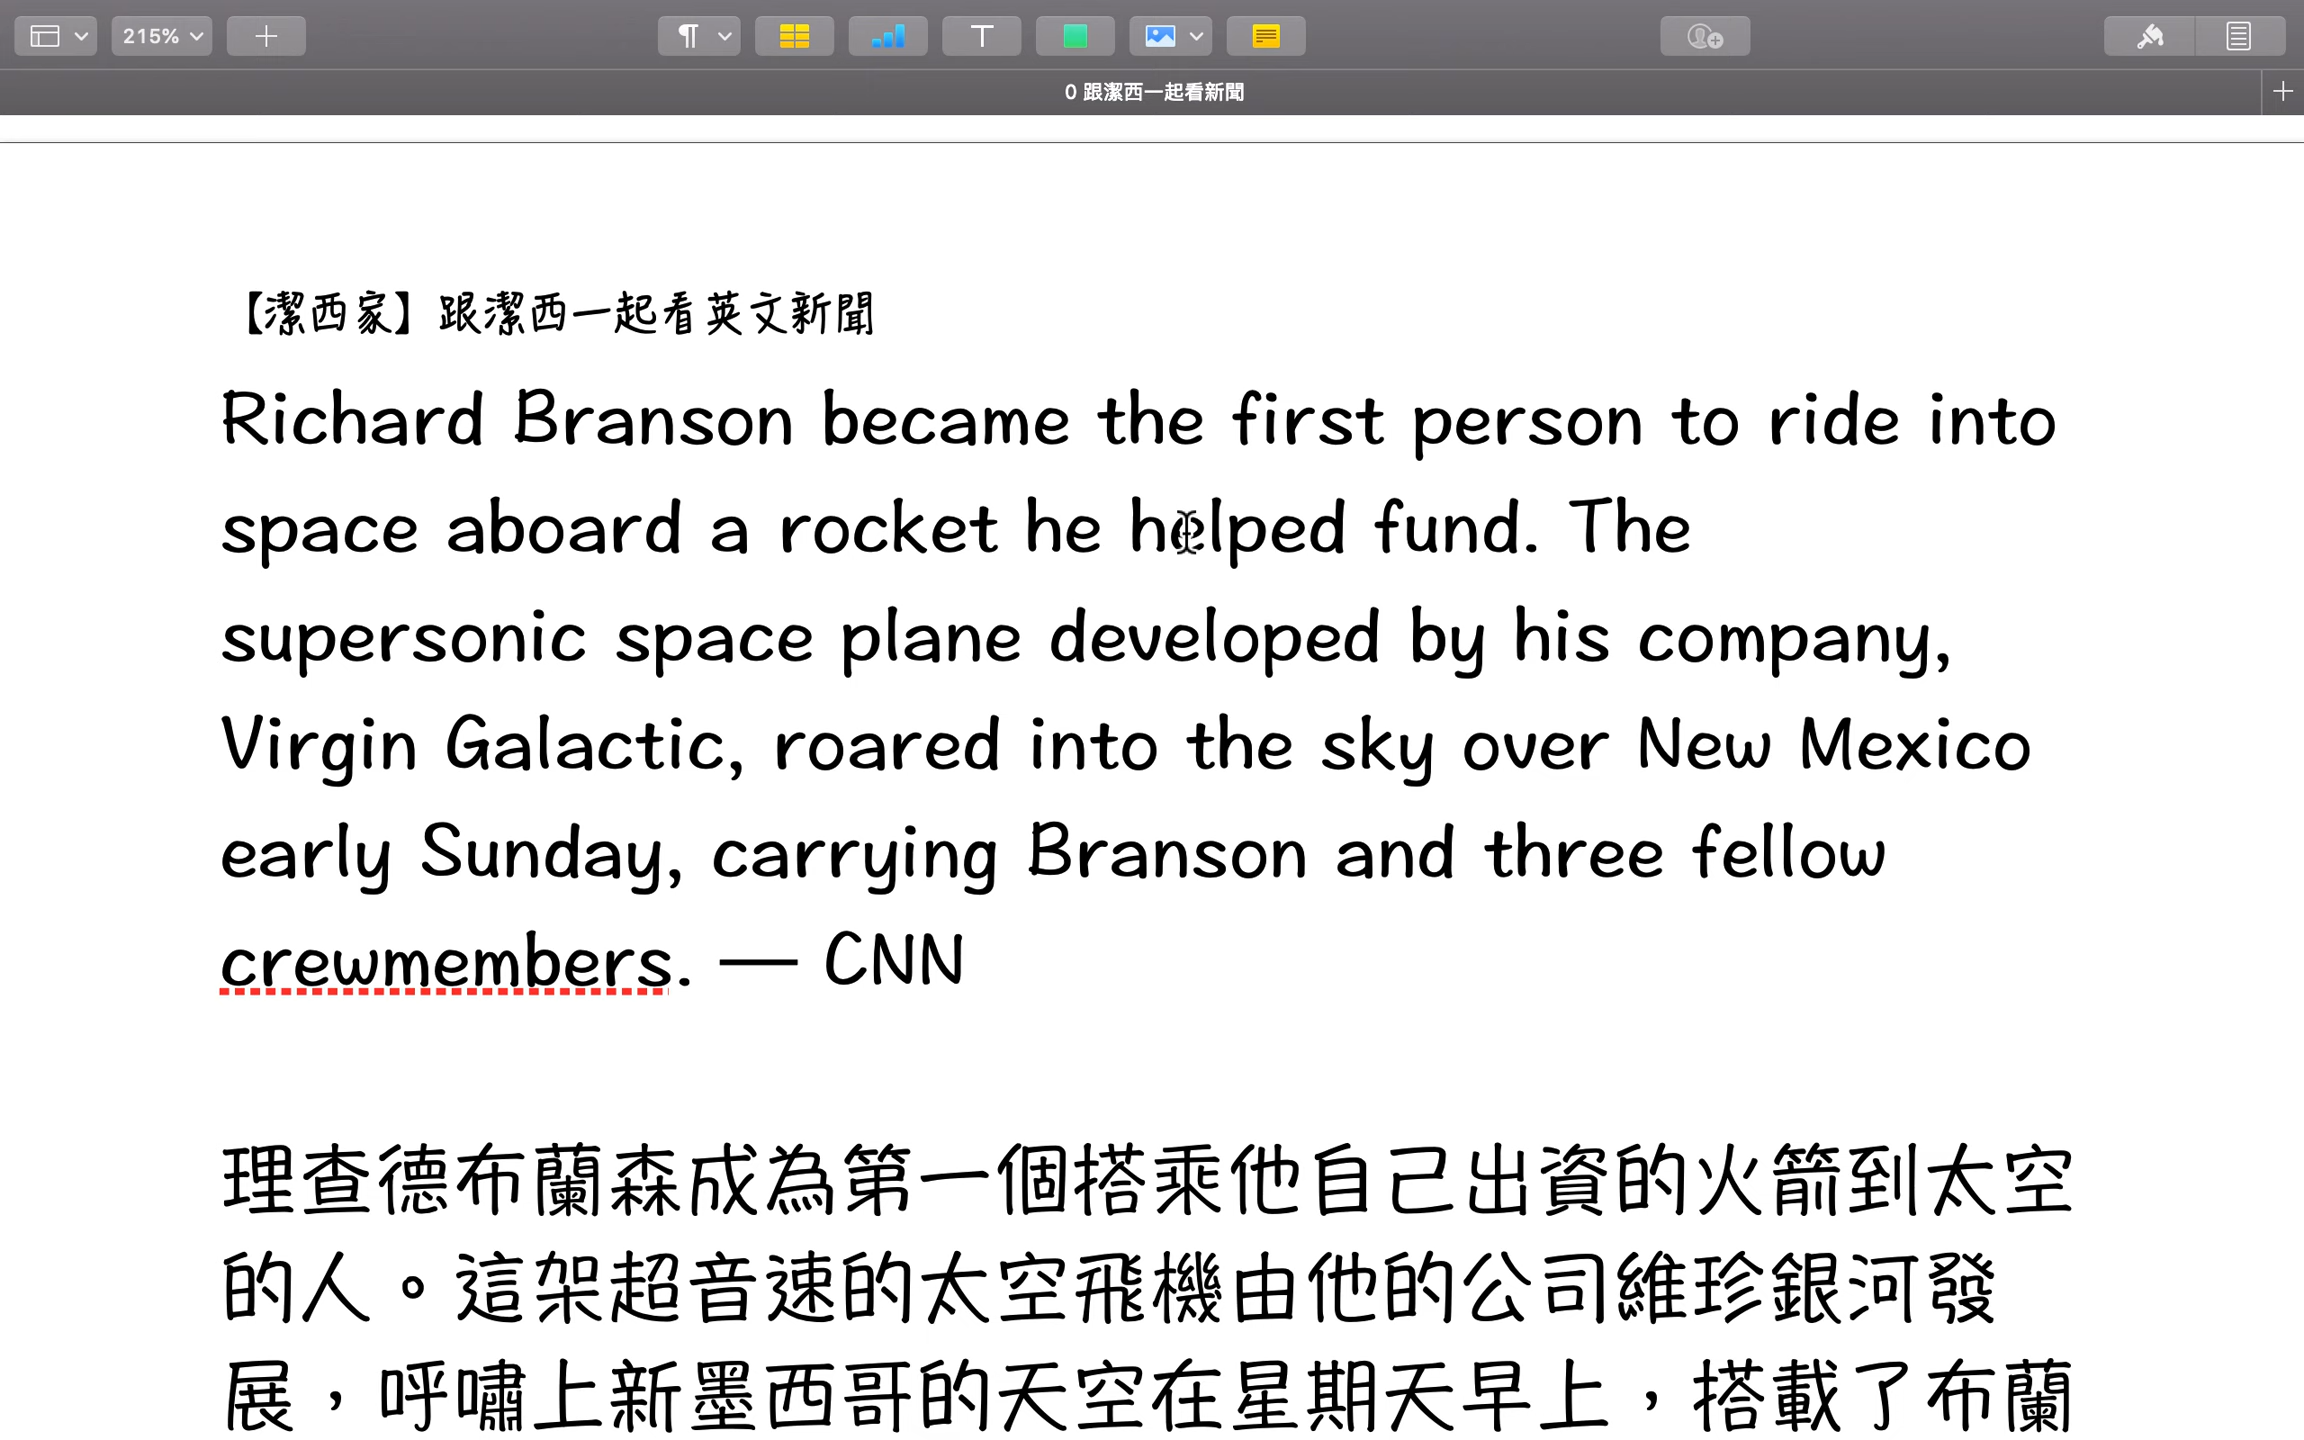 215%
0 跟潔西一起看新聞
【潔西家】跟潔西一起看英文新聞
Richard Branson became the first person to ride into
space aboard a rocket he helped fund. The
supersonic space plane developed by his company,
Virgin Galactic, roared into the sky over New Mexico
early Sunday, carrying Branson and three fellow
crewmembers. — CNN
理查德布蘭森成為第一個搭乘他自己出資的火箭到太空
的人。這架超音速的太空飛機由他的公司維珍銀河發
展，呼嘯上新墨西哥的天空在星期天早上，搭載了布蘭